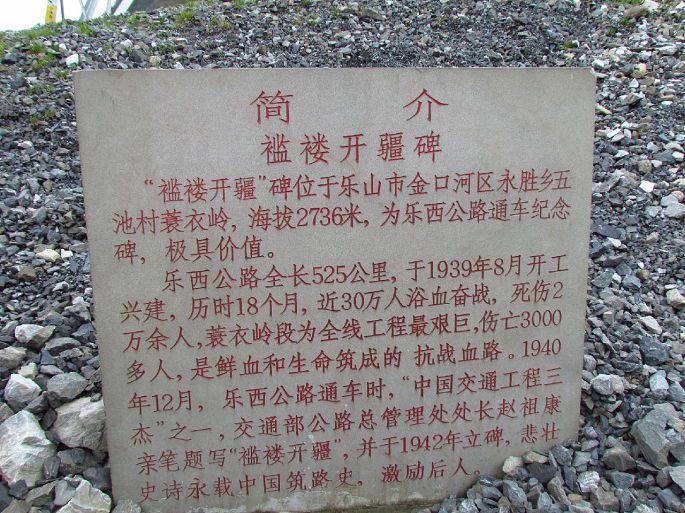 简 介
褴褛开疆碑
“褴褛开疆”碑位于乐山市金口河区永胜乡五
池村蓑衣岭，海拔2736米，为乐西公路通车纪念
碑，极具价值。
乐西公路全长525公里，于1939年8月开工
兴建，历时18个月，近30万人浴血奋战，死伤2
万余人，蓑衣岭段为全线工程最艰巨，伤亡3000
多人，是鲜血和生命筑成的 抗战血路。1940
年12月，乐西公路通车时，“中国交通工程三
杰”之一，交通部公路总管理处处长赵祖康
亲笔题写“褴褛开疆”，并于1942年立碑，悲壮
史诗永载中国筑路史，激励后人。